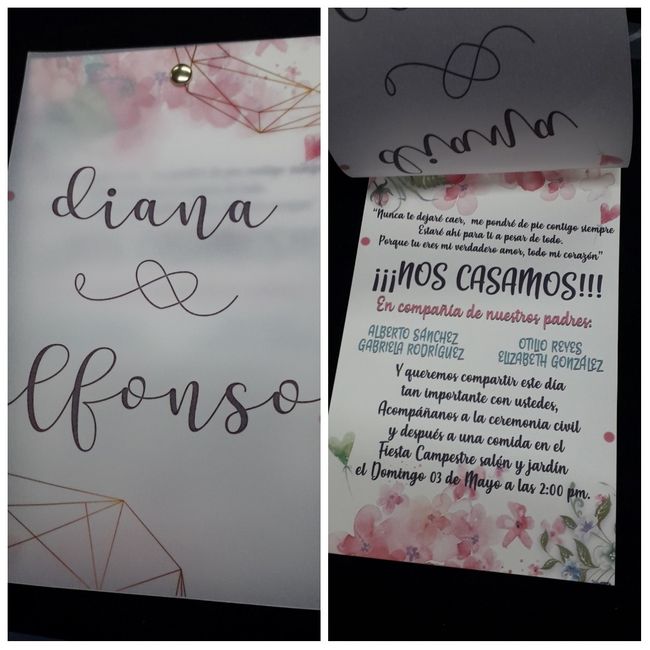 diana
lfonso
diana
"Nunca te dejaré caer, me pondré de pie contigo siempre
Estaré ahí para ti a pesar de todo.
Porque tu eres mi verdadero amor, todo mi corazón"
¡¡¡NOS CASAMOS!!!
En compañía de nuestros padres:
ALBERTO SÁNCHEZ
GABRIELA RODRÍGUEZ
OTILIO REYES
ELIZABETH GONZÁLEZ
Y queremos compartir este día
tan importante con ustedes,
Acompáñanos a la ceremonia civil
y después a una comida en el
Fiesta Campestre salón y jardín
el Domingo 03 de Mayo a las 2:00 pm.